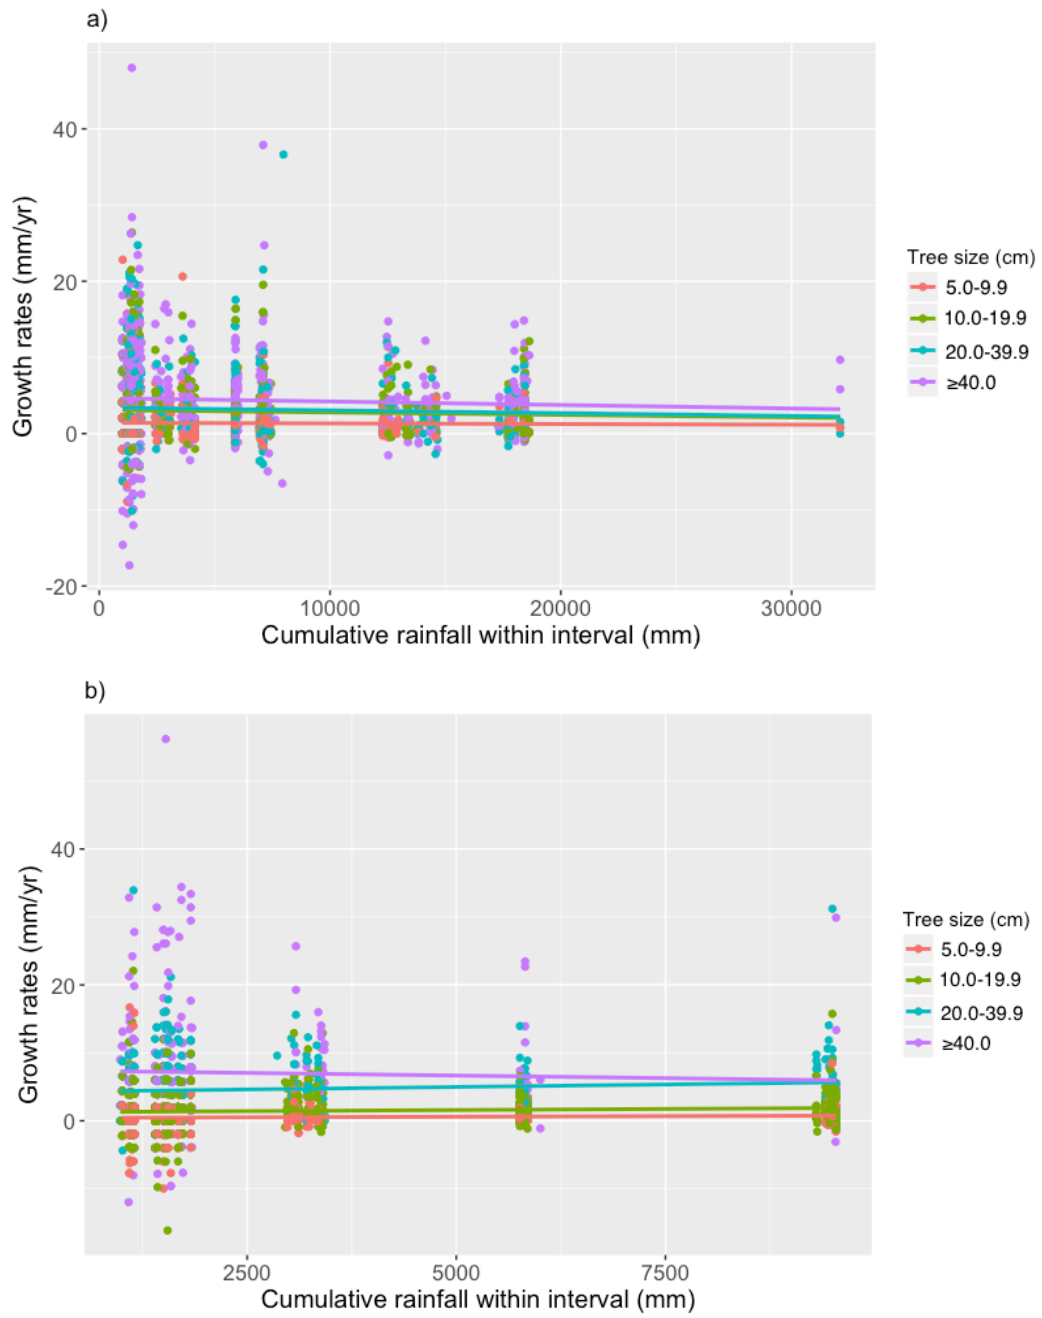 a)
Growth rates (mm/yr)
40
20
0
-20
0
10000
20000
30000
Cumulative rainfall within interval (mm)
Tree size (cm)
5.0-9.9
10.0-19.9
20.0-39.9
≥40.0
b)
Growth rates (mm/yr)
40
20
0
2500
5000
7500
Cumulative rainfall within interval (mm)
Tree size (cm)
5.0-9.9
10.0-19.9
20.0-39.9
≥40.0